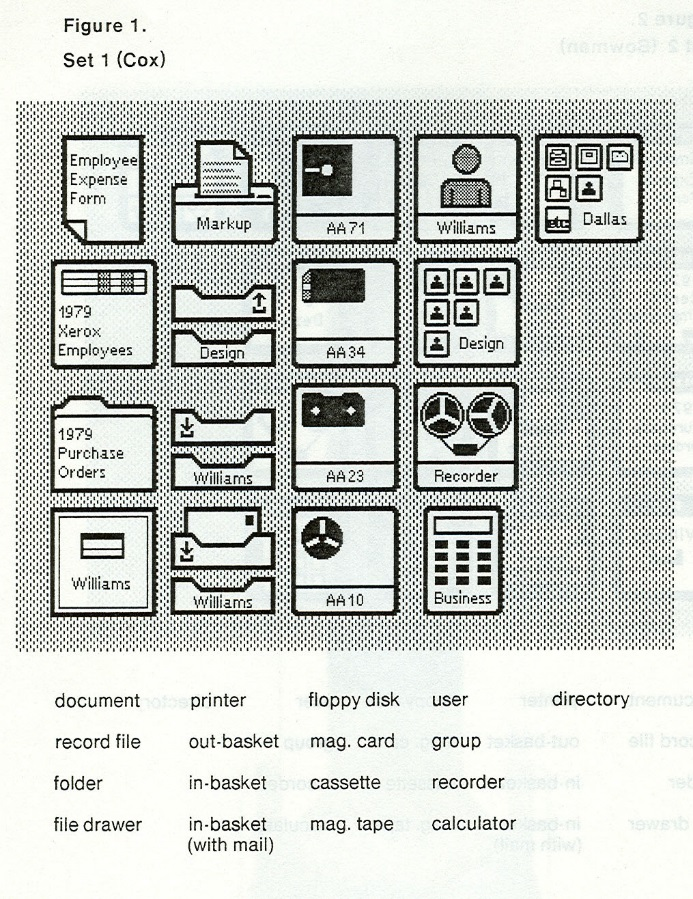 Figure 1.
Set 1 (Cox)
Employee
Expense
Form
Markup
AA71
Williams
etc
Dallas
1979
Xerox
Employees
Design
AA34
Design
1979
Purchase
Orders
Williams
AA23
Recorder
Williams
Williams
AA10
Business
document printer floppy disk user directory
record file out-basket mag. card group
folder in-basket cassette recorder
file drawer in-basket mag. tape calculator
(with mail)